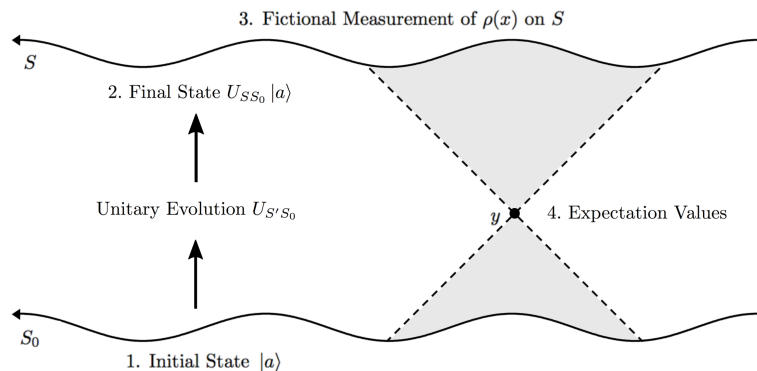 3. Fictional Measurement of ρ(x) on S
S
2. Final State U_{SS_0} |a⟩
Unitary Evolution U_{S'S_0}
y
4. Expectation Values
S_0
1. Initial State |a⟩